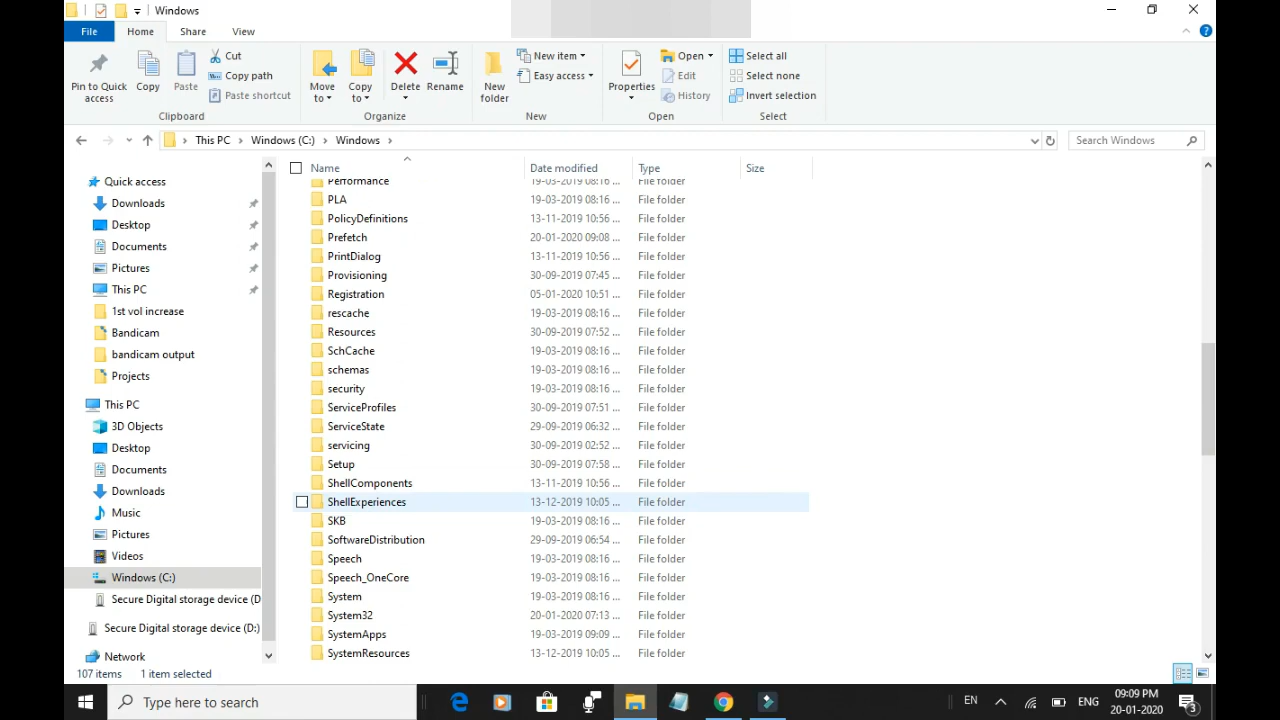 Windows
File Home Share View
Pin to Quick access
Copy
Paste
Cut
Copy path
Paste shortcut
Clipboard
Move to
Copy to
Delete
Rename
Organize
New folder
New item
Easy access
New
Properties
Open
Edit
History
Open
Select all
Select none
Invert selection
Select
This PC > Windows (C:) > Windows >
Search Windows
Quick access
Downloads
Desktop
Documents
Pictures
This PC
1st vol increase
Bandicam
bandicam output
Projects
This PC
3D Objects
Desktop
Documents
Downloads
Music
Pictures
Videos
Windows (C:)
Secure Digital storage device (D
Secure Digital storage device (D:)
Network
Name Date modified Type Size
Performance 19-03-2019 08:16 ... File folder
PLA 19-03-2019 08:16 ... File folder
PolicyDefinitions 13-11-2019 10:56 ... File folder
Prefetch 20-01-2020 09:08 ... File folder
PrintDialog 13-11-2019 10:56 ... File folder
Provisioning 30-09-2019 07:45 ... File folder
Registration 05-01-2020 10:51 ... File folder
rescache 19-03-2019 08:16 ... File folder
Resources 30-09-2019 07:52 ... File folder
SchCache 19-03-2019 08:16 ... File folder
schemas 19-03-2019 08:16 ... File folder
security 19-03-2019 08:16 ... File folder
ServiceProfiles 30-09-2019 07:51 ... File folder
ServiceState 29-09-2019 06:32 ... File folder
servicing 30-09-2019 02:52 ... File folder
Setup 30-09-2019 07:58 ... File folder
ShellComponents 13-11-2019 10:56 ... File folder
ShellExperiences 13-12-2019 10:05 ... File folder
SKB 19-03-2019 08:16 ... File folder
SoftwareDistribution 29-09-2019 06:54 ... File folder
Speech 19-03-2019 08:16 ... File folder
Speech_OneCore 19-03-2019 08:16 ... File folder
System 19-03-2019 08:16 ... File folder
System32 20-01-2020 07:13 ... File folder
SystemApps 19-03-2019 09:09 ... File folder
SystemResources 13-12-2019 10:05 ... File folder
107 items 1 item selected
Type here to search
EN
ENG
09:09 PM
20-01-2020
3